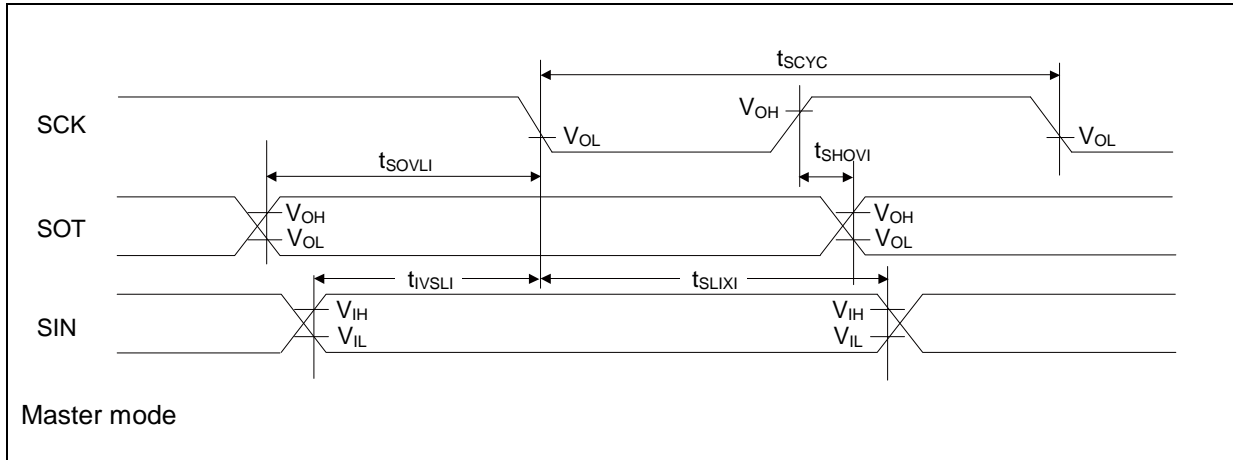 tSCYC
SCK
VOH
VOL
VOL
tSHOVI
tSOVLI
SOT
VOH
VOL
VOH
VOL
tIVSLI
tSLIXI
SIN
VIH
VIL
VIH
VIL
Master mode